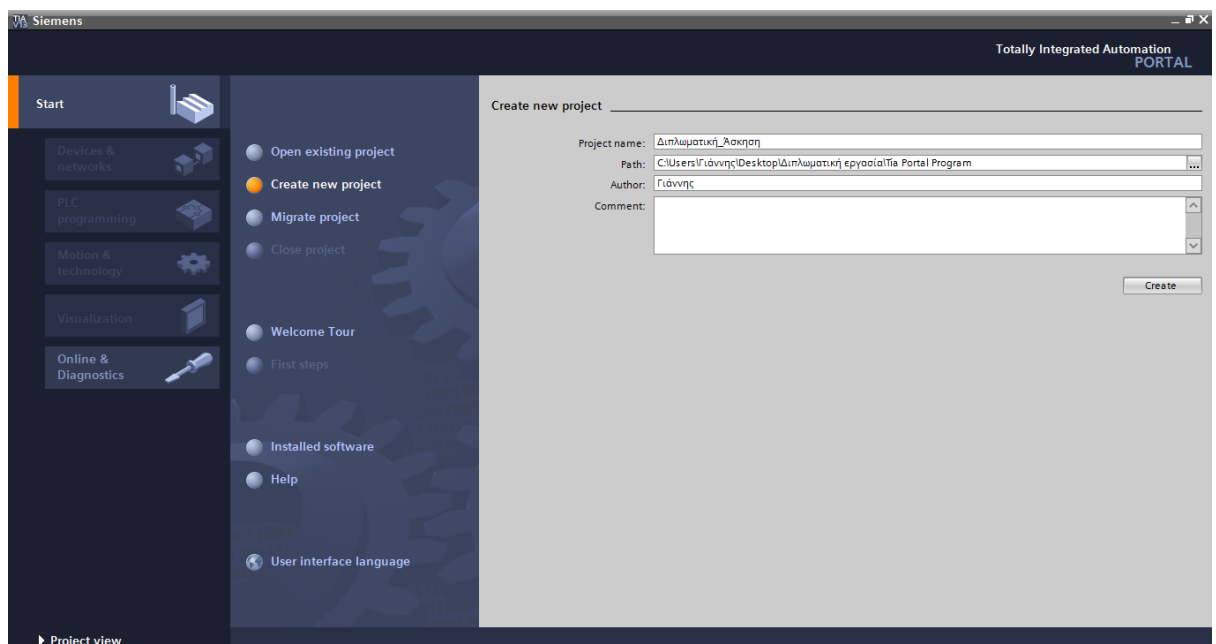 TIA
V13
Siemens
Totally Integrated Automation
PORTAL
Start
Devices &
networks
PLC
programming
Motion &
technology
Visualization
Online &
Diagnostics
Open existing project
Create new project
Migrate project
Close project
Welcome Tour
First steps
Installed software
Help
User interface language
Create new project
Project name: Διπλωματική_Άσκηση
Path: C:\Users\Γιάννης\Desktop\Διπλωματική εργασία\Tia Portal Program ...
Author: Γιάννης
Comment:
Create
Project view